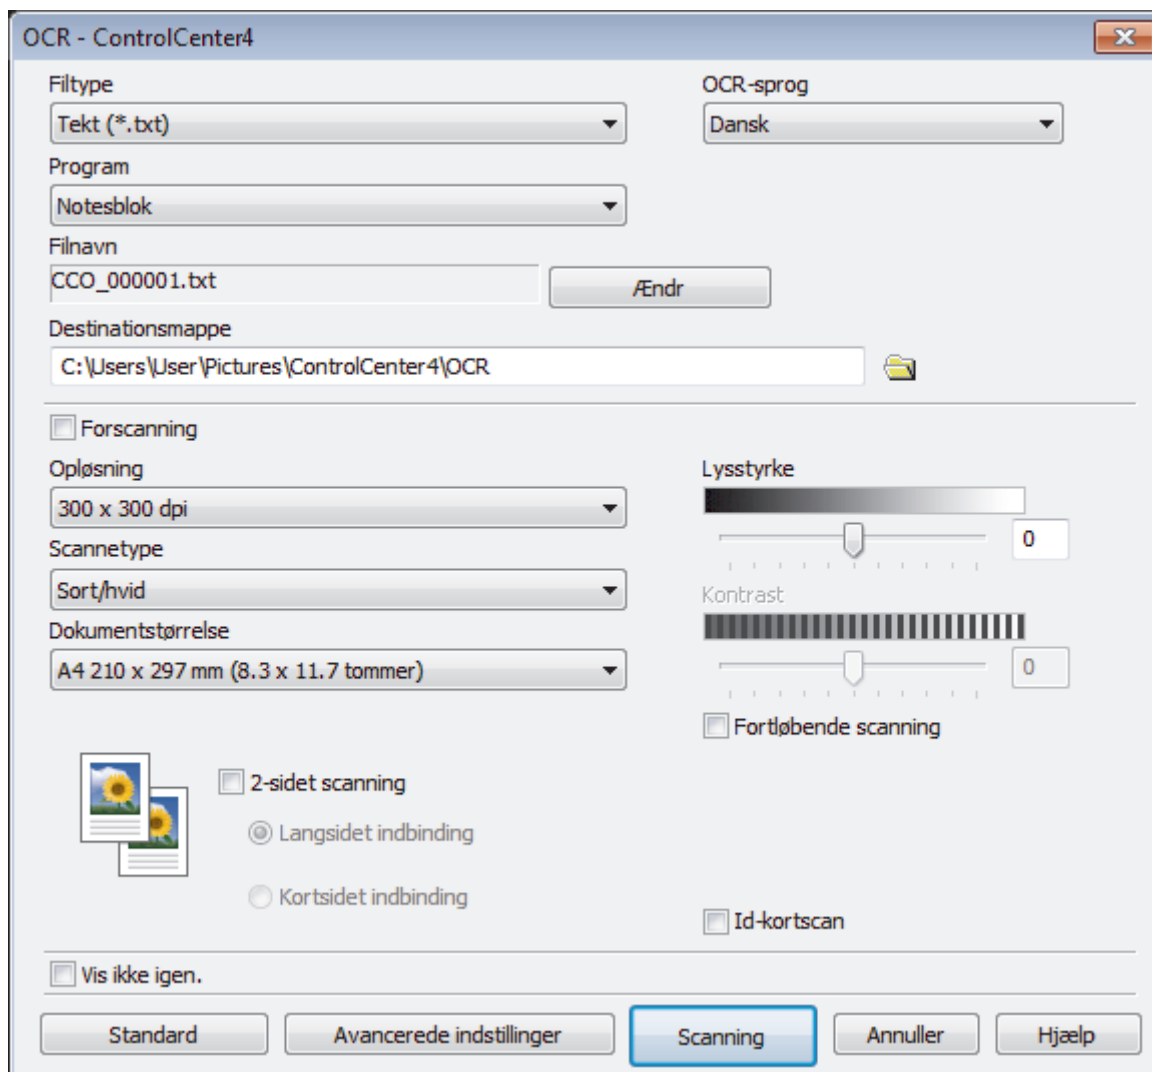 OCR - ControlCenter4
Filtype
OCR-sprog
Tekt (*.txt)
Dansk
Program
Notesblok
Filnavn
CCO_000001.txt
Ændr
Destinationsmappe
C:\Users\User\Pictures\ControlCenter4\OCR
Forscanning
Opløsning
Lysstyrke
300 x 300 dpi
0
Scannetype
Sort/hvid
Kontrast
Dokumentstørrelse
A4 210 x 297 mm (8.3 x 11.7 tommer)
0
Fortløbende scanning
2-sidet scanning
Langsidet indbinding
Kortsidet indbinding
Id-kortscan
Vis ikke igen.
Standard
Avancerede indstillinger
Scanning
Annuller
Hjælp